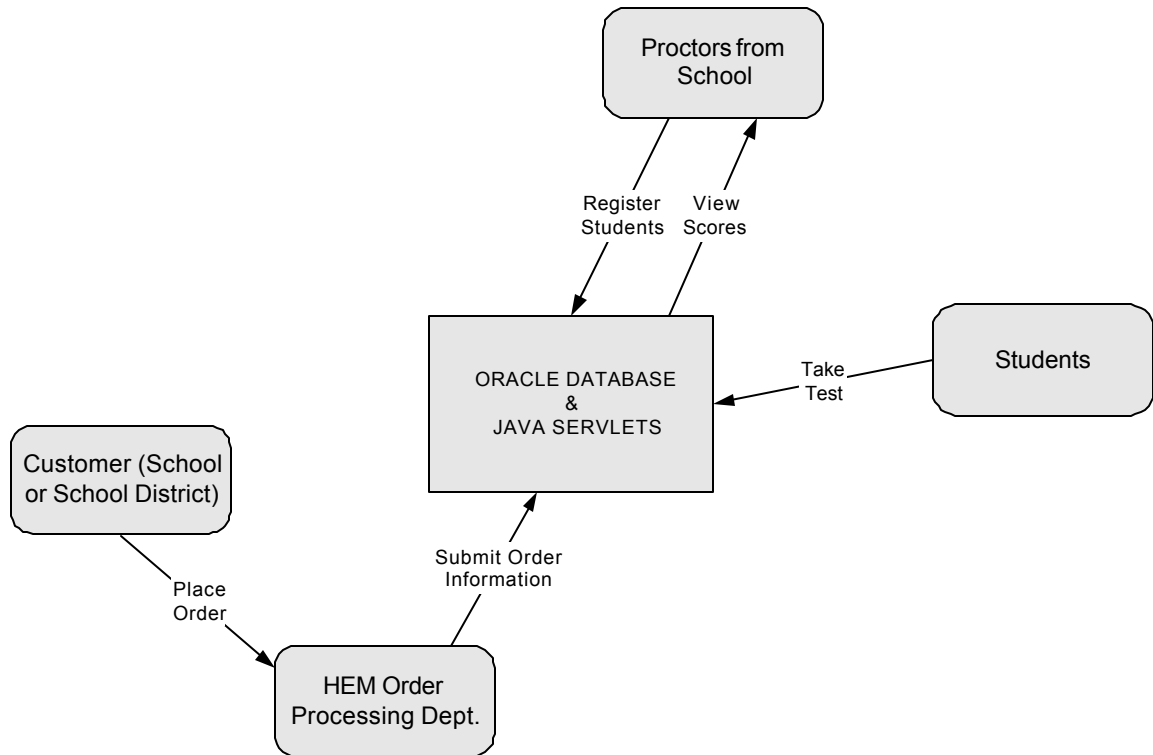 Proctors from
School
Register
Students
View
Scores
ORACLE DATABASE
&
JAVA SERVLETS
Take
Test
Students
Customer (School
or School District)
Place
Order
Submit Order
Information
HEM Order
Processing Dept.